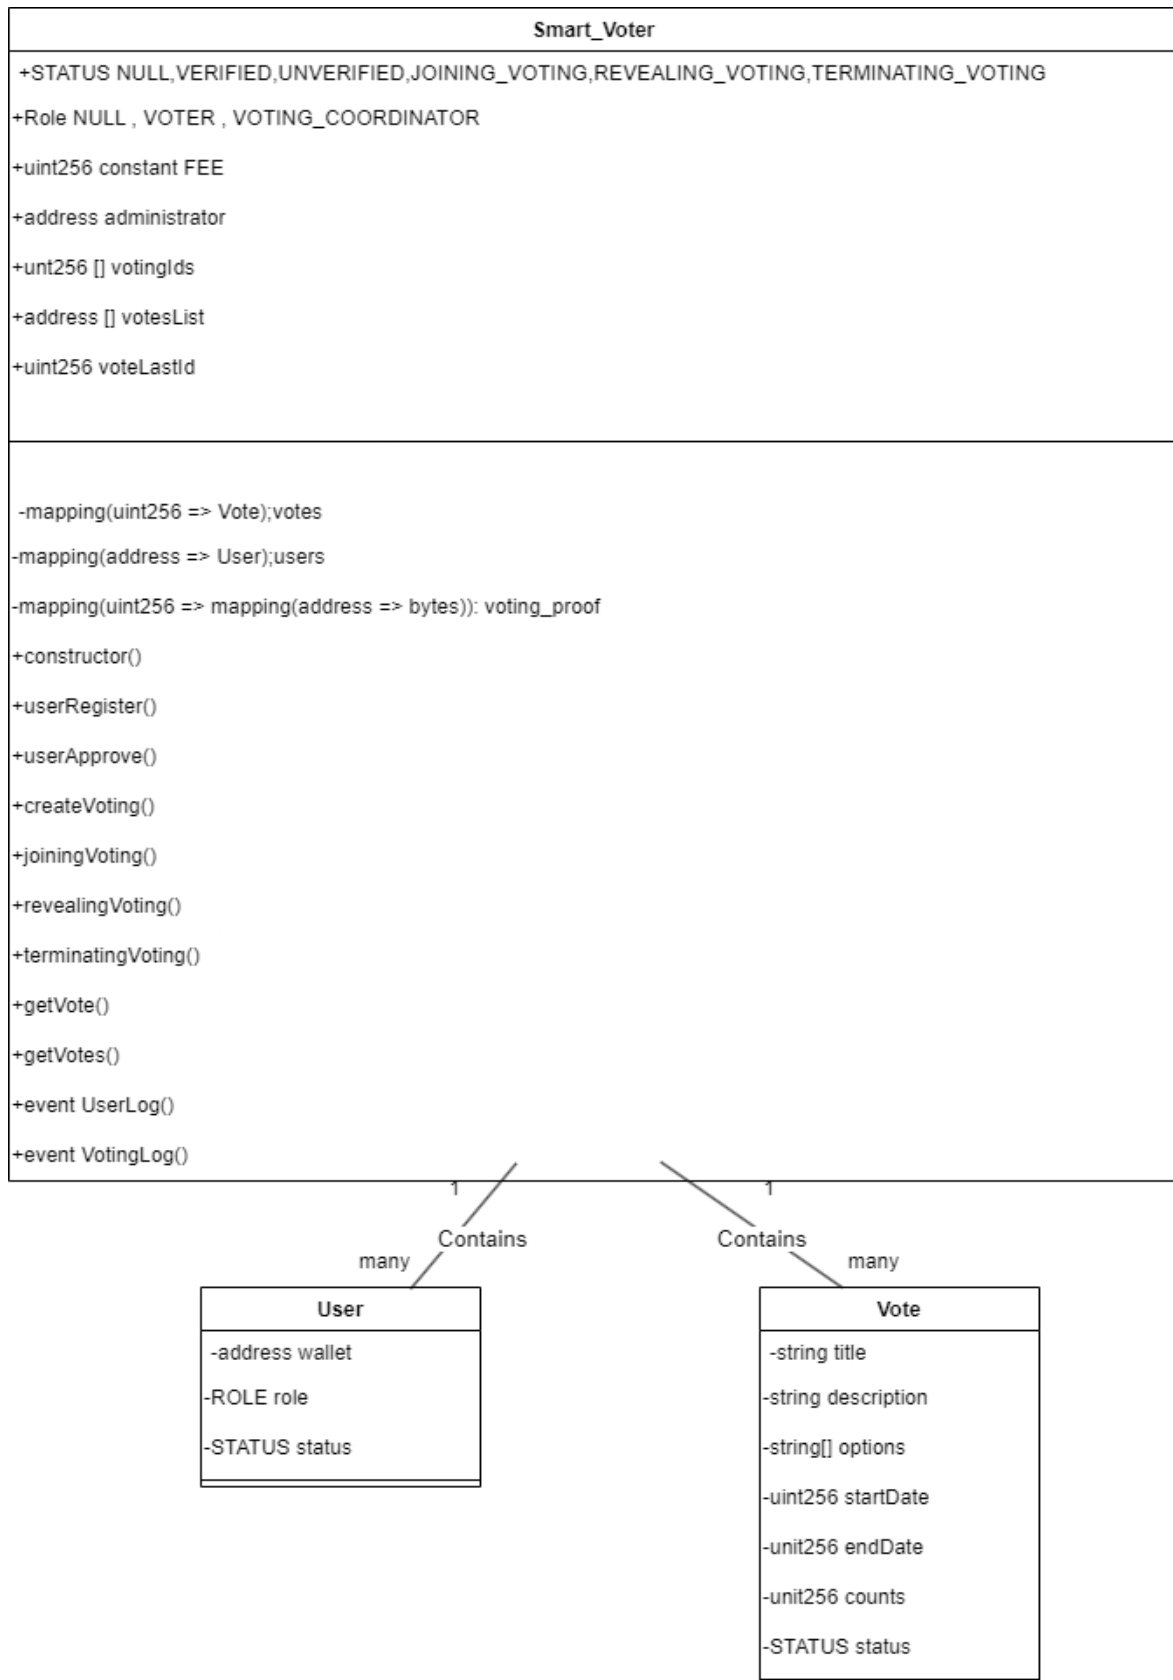 Smart_Voter
+STATUS NULL,VERIFIED,UNVERIFIED,JOINING_VOTING,REVEALING_VOTING,TERMINATING_VOTING
+Role NULL , VOTER , VOTING_COORDINATOR
+uint256 constant FEE
+address administrator
+unt256 [] votingIds
+address [] votesList
+uint256 voteLastId
-mapping(uint256 => Vote);votes
-mapping(address => User);users
-mapping(uint256 => mapping(address => bytes)): voting_proof
+constructor()
+userRegister()
+userApprove()
+createVoting()
+joiningVoting()
+revealingVoting()
+terminatingVoting()
+getVote()
+getVotes()
+event UserLog()
+event VotingLog()
1
1
Contains
Contains
many
many
User
-address wallet
-ROLE role
-STATUS status
Vote
-string title
-string description
-string[] options
-uint256 startDate
-unit256 endDate
-unit256 counts
-STATUS status